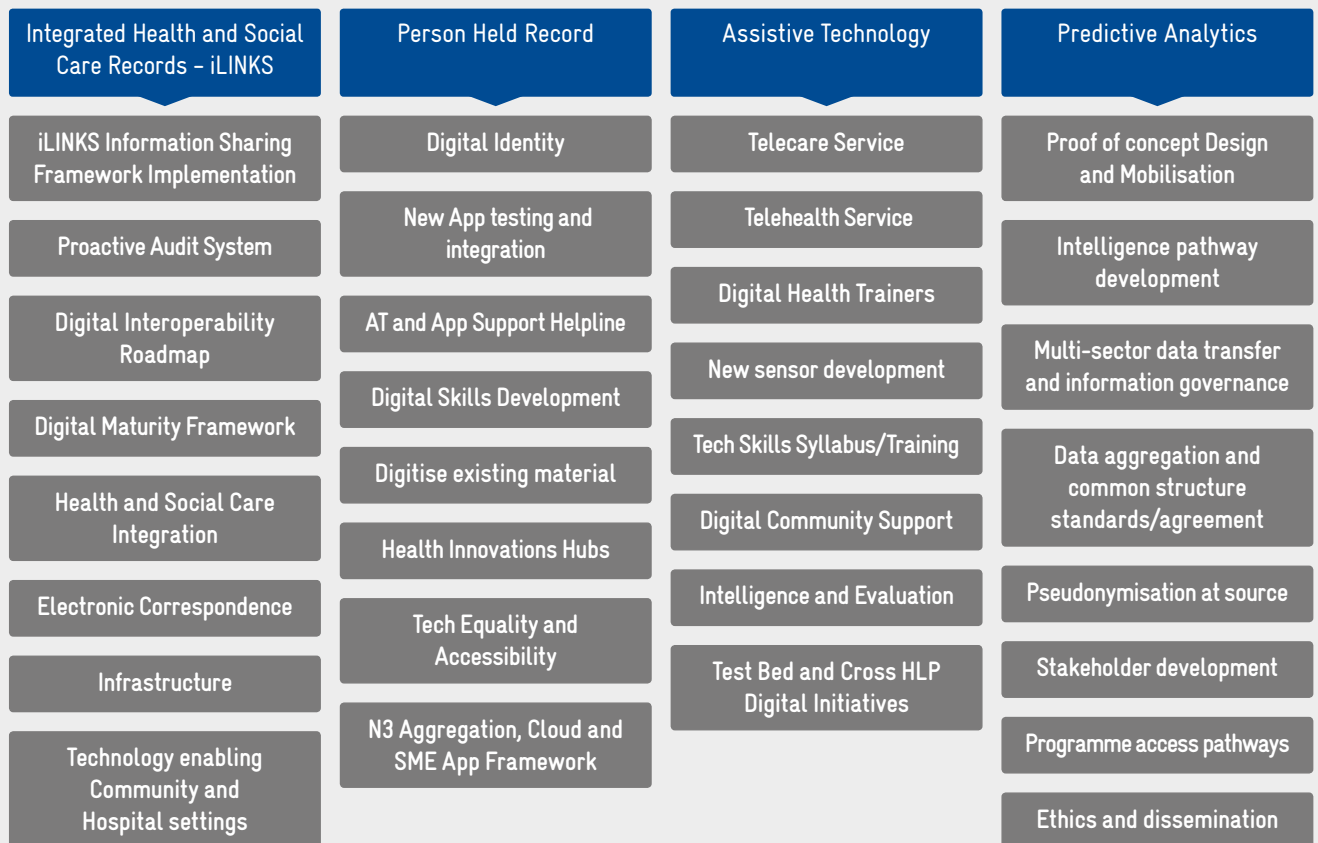 Integrated Health and Social
Care Records – iLINKS
iLINKS Information Sharing
Framework Implementation
Proactive Audit System
Digital Interoperability
Roadmap
Digital Maturity Framework
Health and Social Care
Integration
Electronic Correspondence
Infrastructure
Technology enabling
Community and
Hospital settings
Person Held Record
Digital Identity
New App testing and
integration
AT and App Support Helpline
Digital Skills Development
Digitise existing material
Health Innovations Hubs
Tech Equality and
Accessibility
N3 Aggregation, Cloud and
SME App Framework
Assistive Technology
Telecare Service
Telehealth Service
Digital Health Trainers
New sensor development
Tech Skills Syllabus/Training
Digital Community Support
Intelligence and Evaluation
Test Bed and Cross HLP
Digital Initiatives
Predictive Analytics
Proof of concept Design
and Mobilisation
Intelligence pathway
development
Multi-sector data transfer
and information governance
Data aggregation and
common structure
standards/agreement
Pseudonymisation at source
Stakeholder development
Programme access pathways
Ethics and dissemination